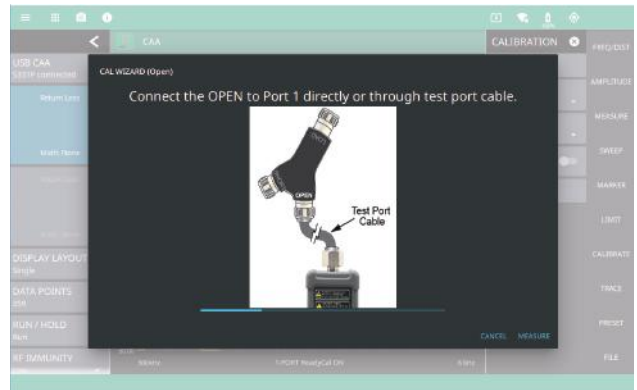 CAA
CALIBRATION
USB CAA
S331P connected
Return Loss
FREQ/DIST
AMPLITUDE
MEASURE
SWEEP
MARKER
LIMIT
CALIBRATE
TRACE
PRESET
FILE
CAL WIZARD (Open)
Connect the OPEN to Port 1 directly or through test port cable.
OPEN
Test Port
Cable
CANCEL MEASURE
DISPLAY LAYOUT
Single
DATA POINTS
RUN / HOLD
Run
RF IMMUNITY
1-PORT ReadyCal ON